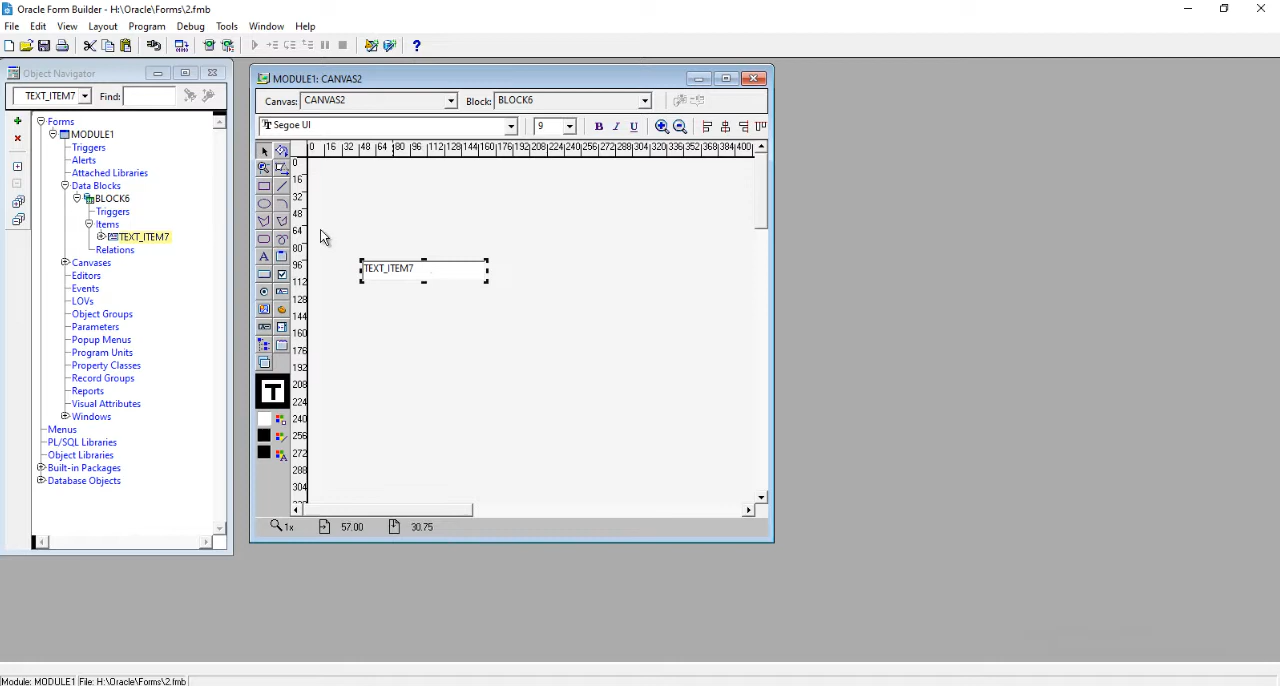 Oracle Form Builder - H:\Oracle\Forms\2.fmb
File Edit View Layout Program Debug Tools Window Help
Object Navigator
TEXT_ITEM7 Find:
Forms
MODULE1
Triggers
Alerts
Attached Libraries
Data Blocks
BLOCK6
Triggers
Items
TEXT_ITEM7
Relations
Canvases
Editors
Events
LOVs
Object Groups
Parameters
Popup Menus
Program Units
Property Classes
Record Groups
Reports
Visual Attributes
Windows
Menus
PL/SQL Libraries
Object Libraries
Built-in Packages
Database Objects
MODULE1: CANVAS2
Canvas: CANVAS2 Block: BLOCK6
Segoe UI 9 B I U
0 16 32 48 64 80 96 112 128 144 160 176 192 208 224 240 256 272 288 304 320 336 352 368 384 400
0
16
32
48
64
80
96
112
128
144
160
176
192
208
224
240
256
272
288
304
TEXT_ITEM7
1x 57.00 30.75
Module: MODULE1 File: H:\Oracle\Forms\2.fmb